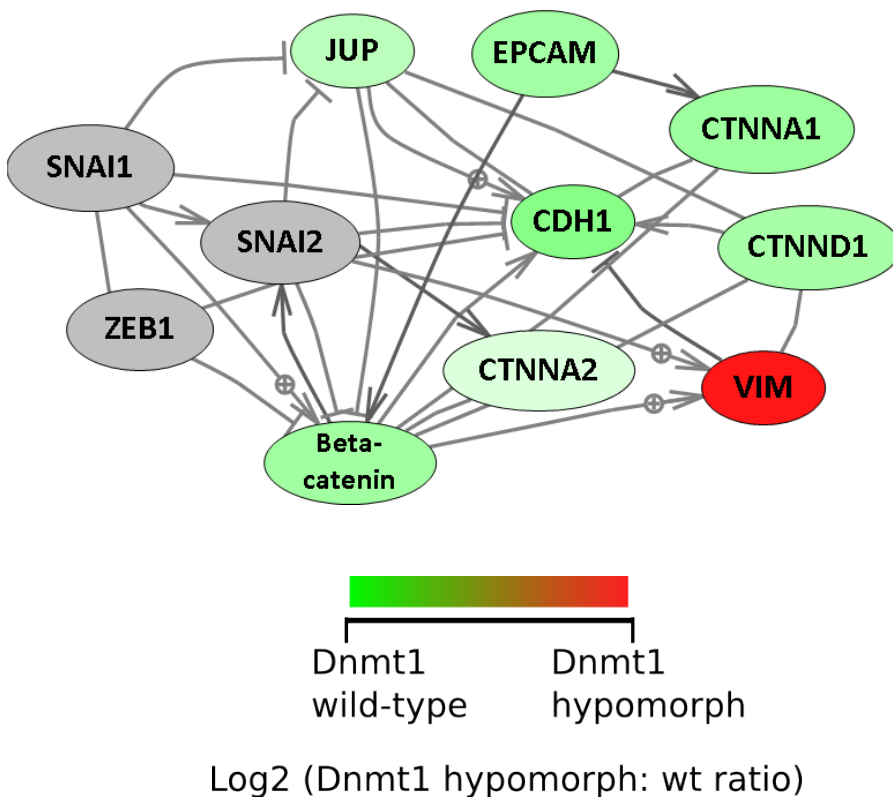 JUP
EPCAM
CTNNA1
SNAI1
CDH1
SNAI2
CTNND1
ZEB1
CTNNA2
VIM
Beta-
catenin
Dnmt1
wild-type
Dnmt1
hypomorph
Log2 (Dnmt1 hypomorph: wt ratio)